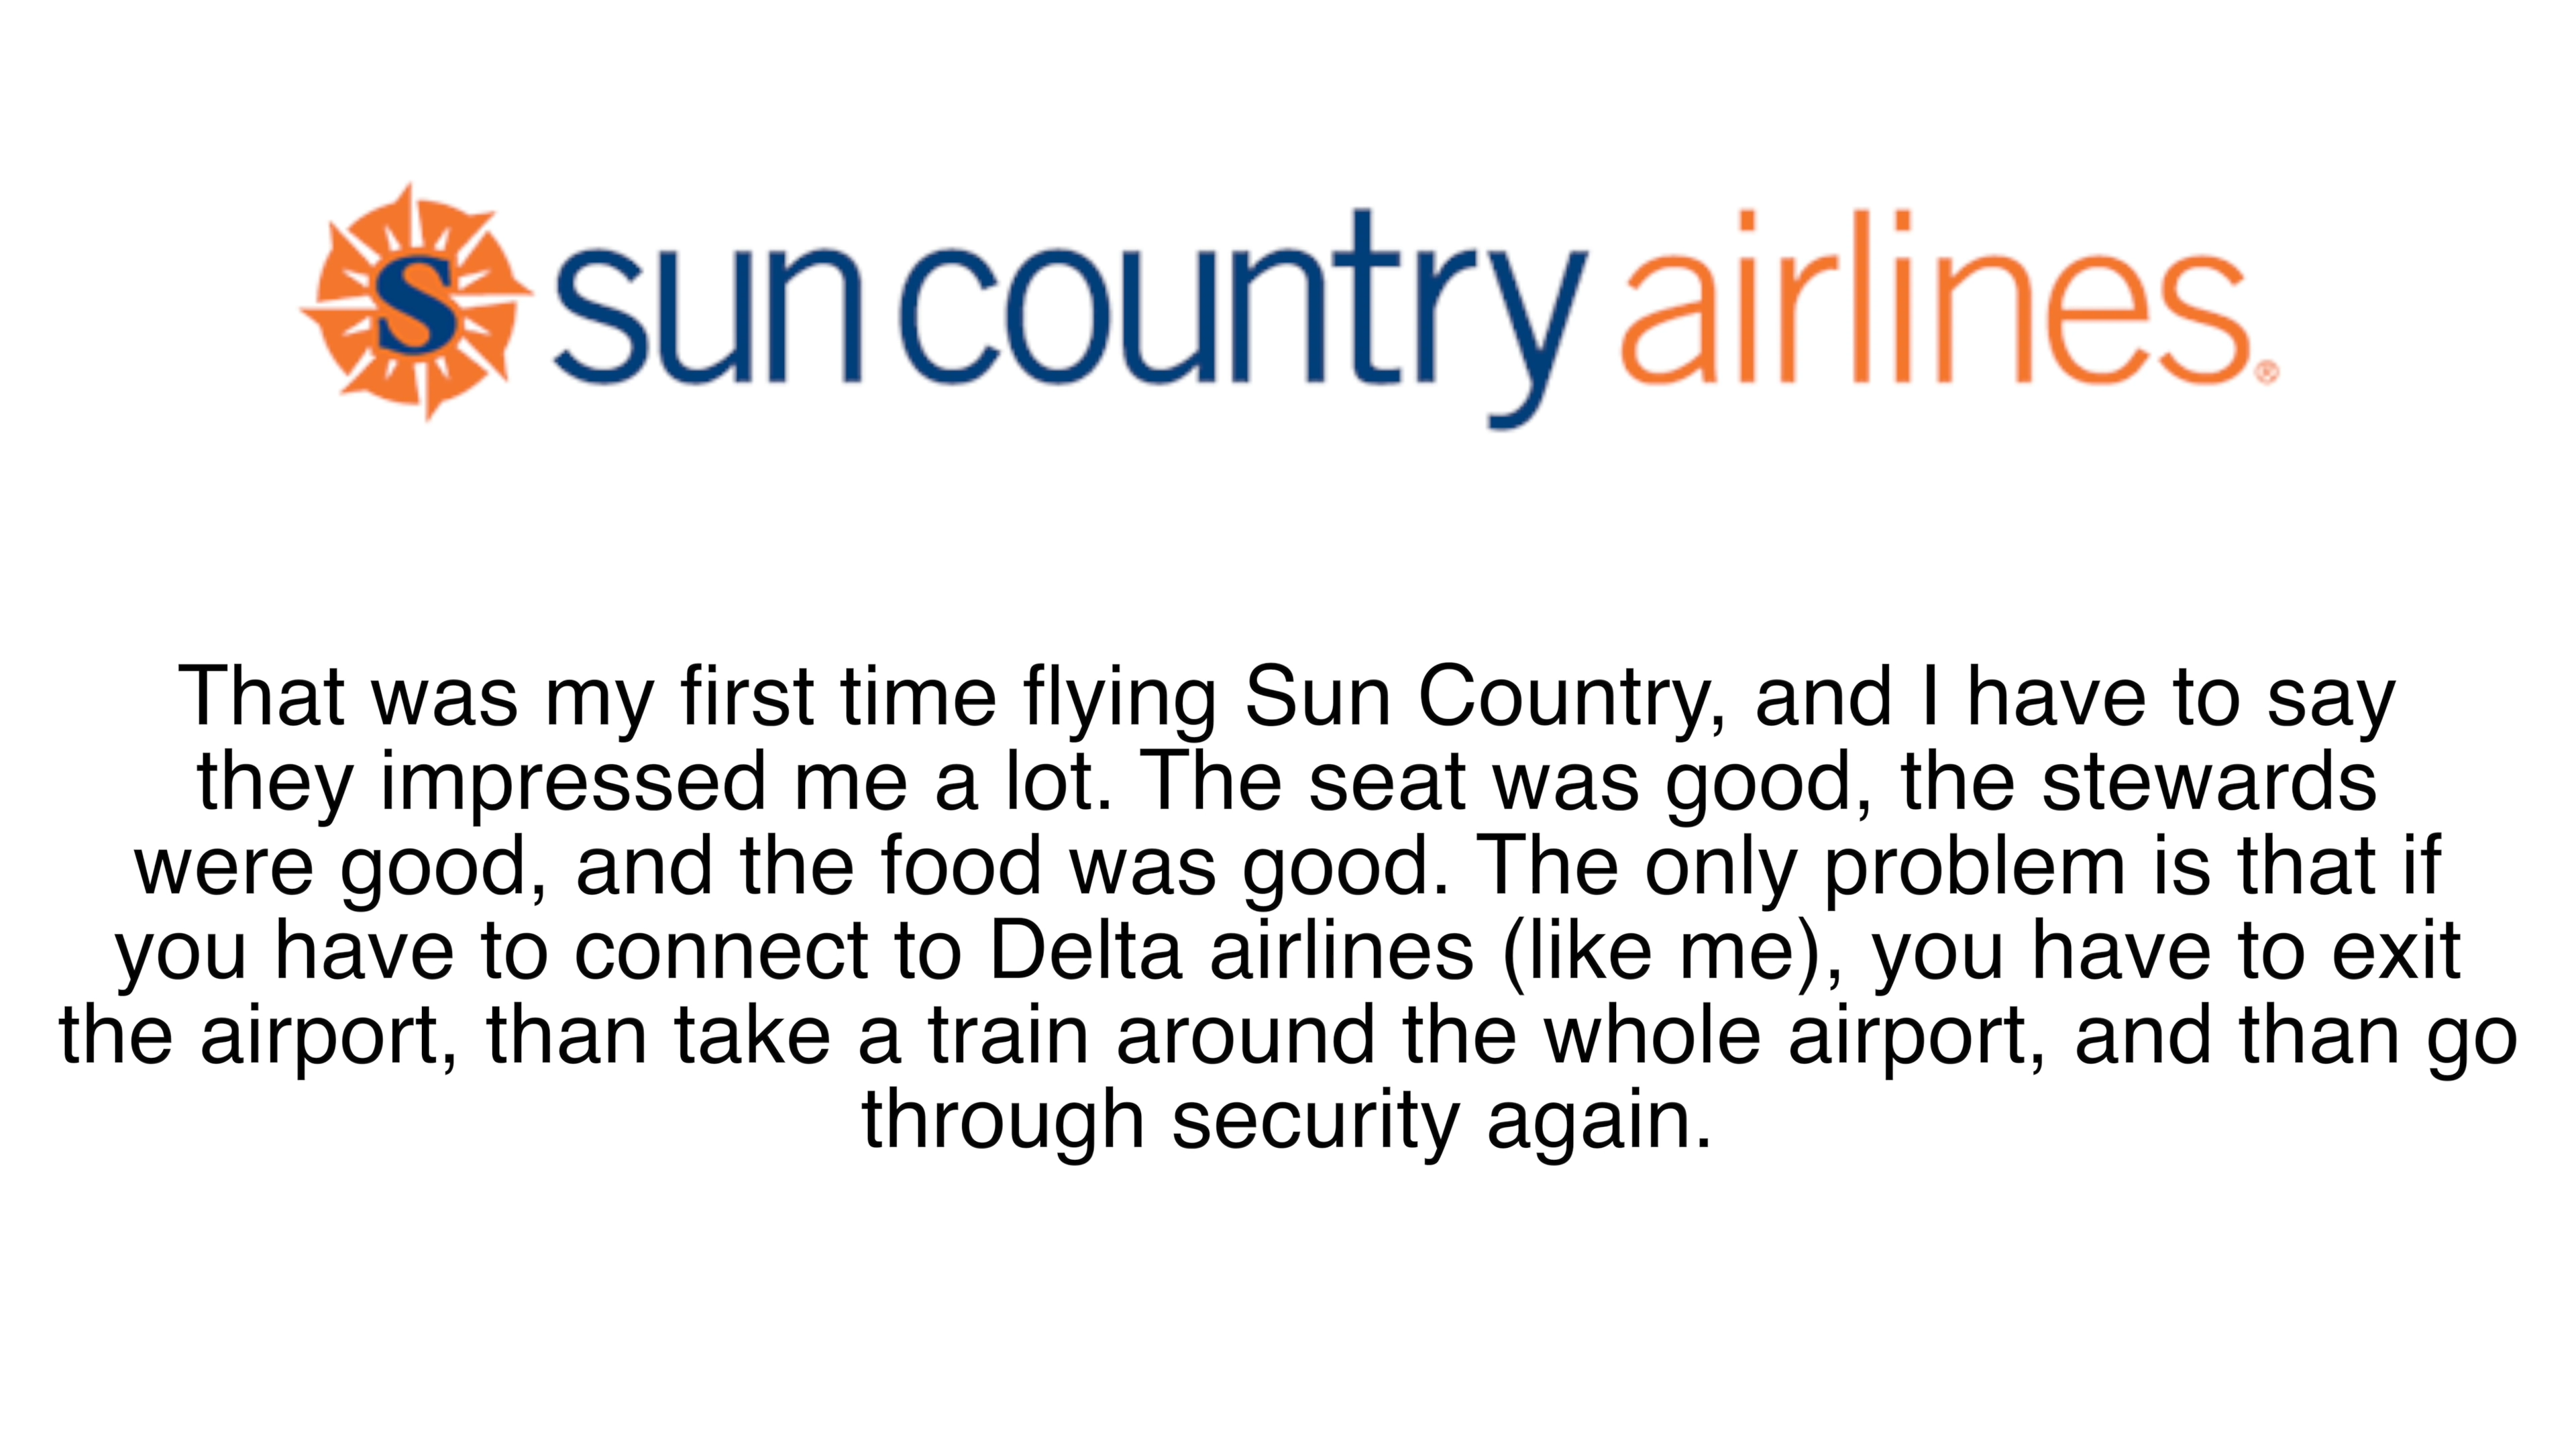 S sun country airlines.®
That was my first time flying Sun Country, and I have to say
they impressed me a lot. The seat was good, the stewards
were good, and the food was good. The only problem is that if
you have to connect to Delta airlines (like me), you have to exit
the airport, than take a train around the whole airport, and than go
through security again.